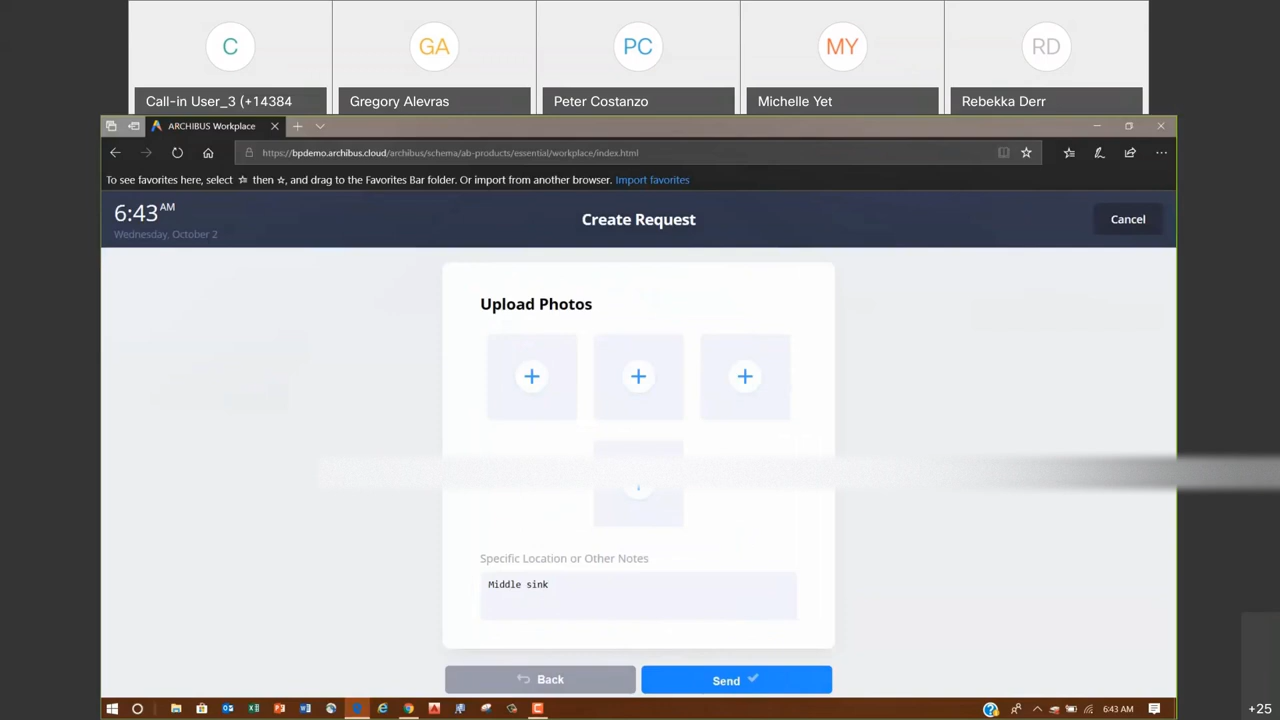 C
GA
PC
MY
RD
Call-in User_3 (+14384
Gregory Alevras
Peter Costanzo
Michelle Yet
Rebekka Derr
ARCHIBUS Workplace
https://bpdemo.archibus.cloud/archibus/schema/ab-products/essential/workplace/index.html
To see favorites here, select ☆ then ☆, and drag to the Favorites Bar folder. Or import from another browser. Import favorites
6:43 AM
Wednesday, October 2
Create Request
Cancel
Upload Photos
Specific Location or Other Notes
Middle sink
Back
Send
6:43 AM
+25